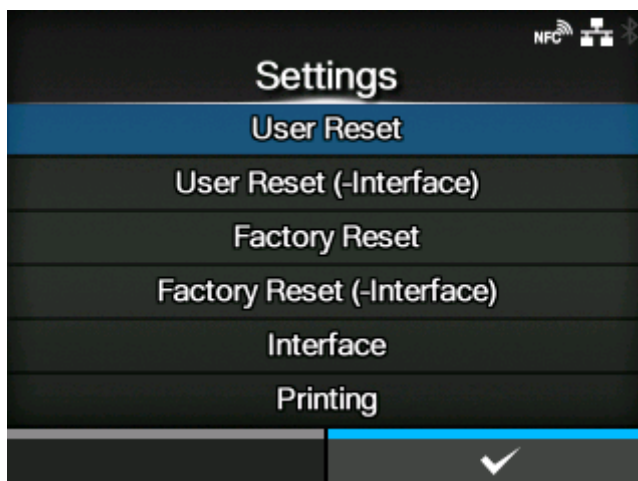 NFC
Settings
User Reset
User Reset (-Interface)
Factory Reset
Factory Reset (-Interface)
Interface
Printing